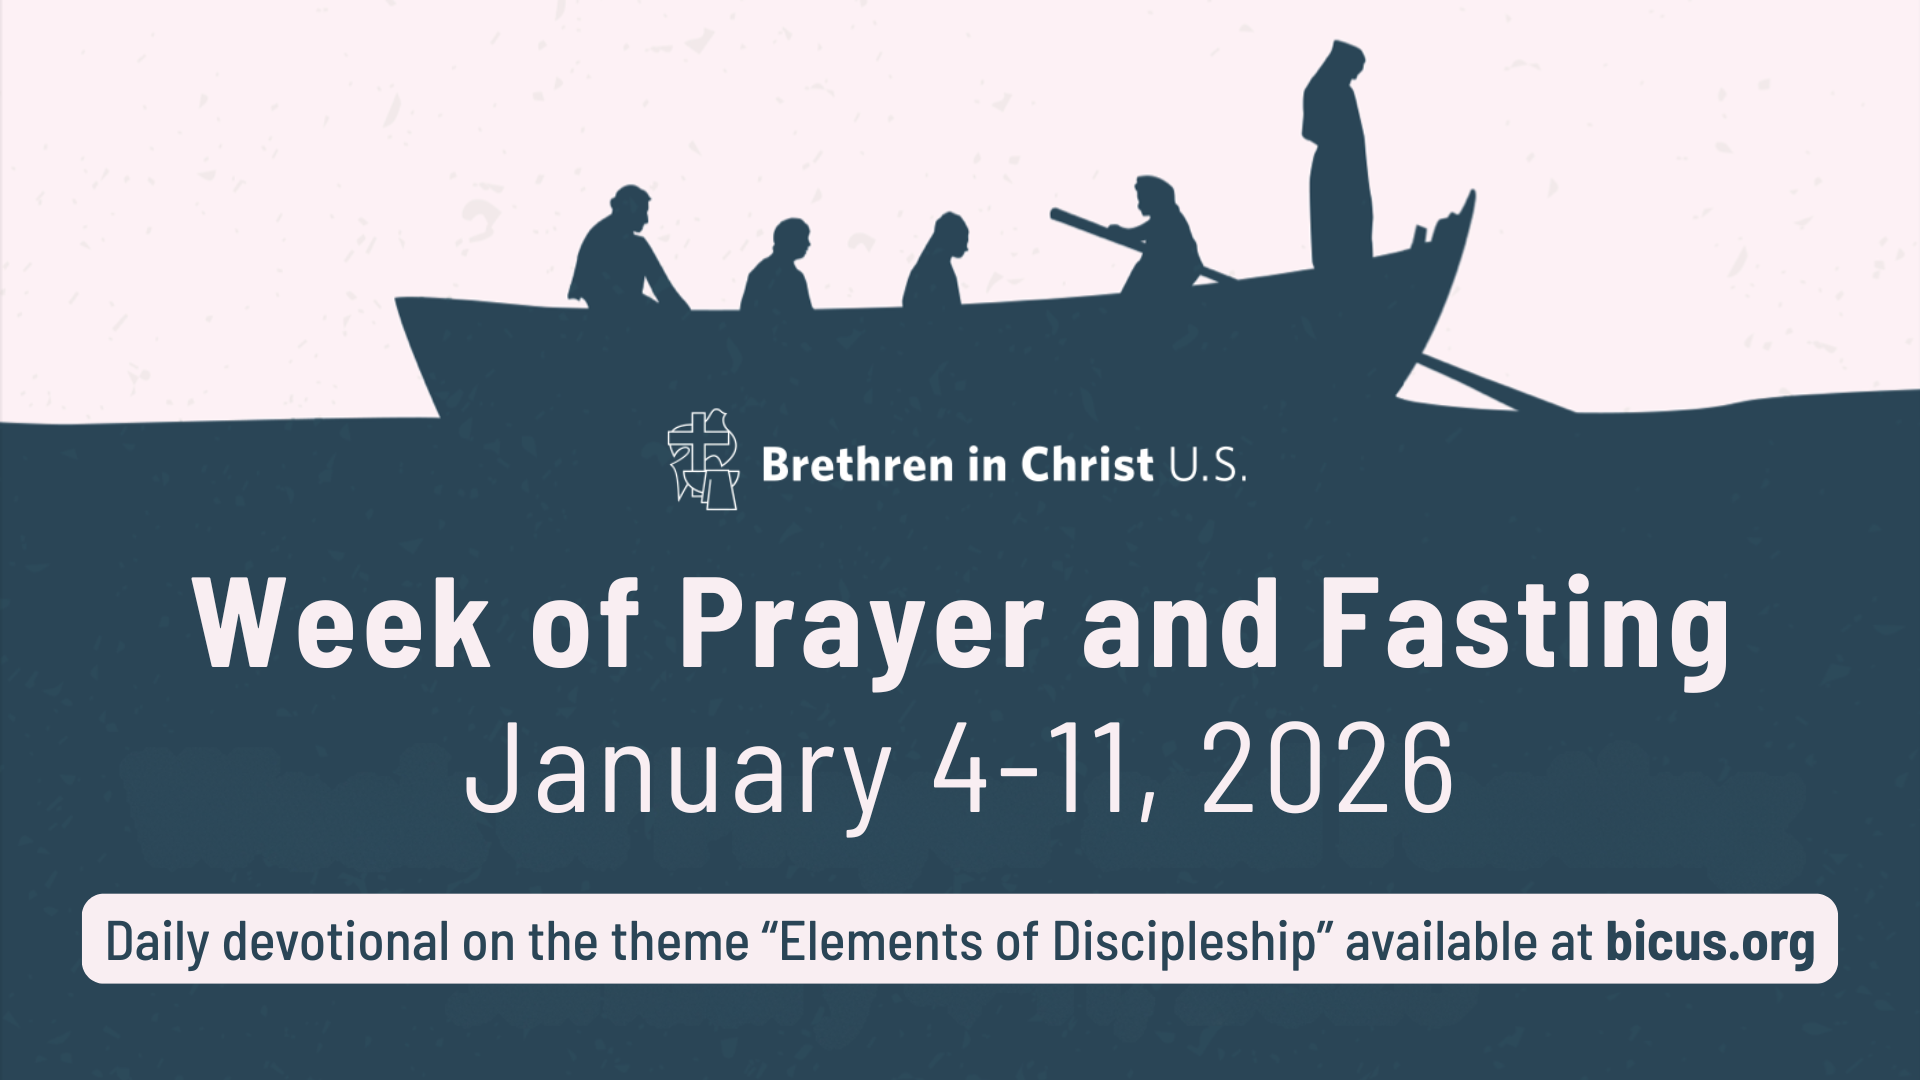 Brethren in Christ U.S.
Week of Prayer and Fasting
January 4-11, 2026
Daily devotional on the theme “Elements of Discipleship” available at bicus.org